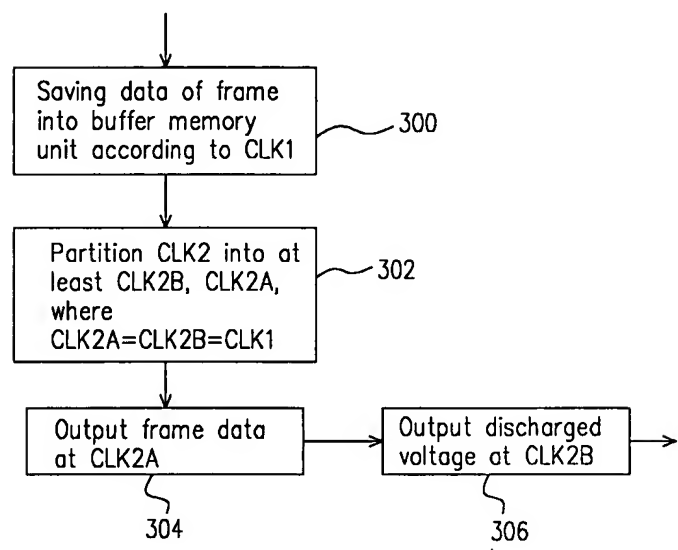 Saving data of frame
into buffer memory
unit according to CLK1
300
Partition CLK2 into at
least CLK2B, CLK2A,
where
CLK2A=CLK2B=CLK1
302
Output frame data
at CLK2A
304
Output discharged
voltage at CLK2B
306